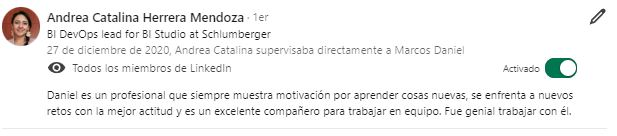 Andrea Catalina Herrera Mendoza · 1er
BI DevOps lead for BI Studio at Schlumberger
27 de diciembre de 2020, Andrea Catalina supervisaba directamente a Marcos Daniel
Todos los miembros de LinkedIn Activado
Daniel es un profesional que siempre muestra motivación por aprender cosas nuevas, se enfrenta a nuevos
retos con la mejor actitud y es un excelente compañero para trabajar en equipo. Fue genial trabajar con él.